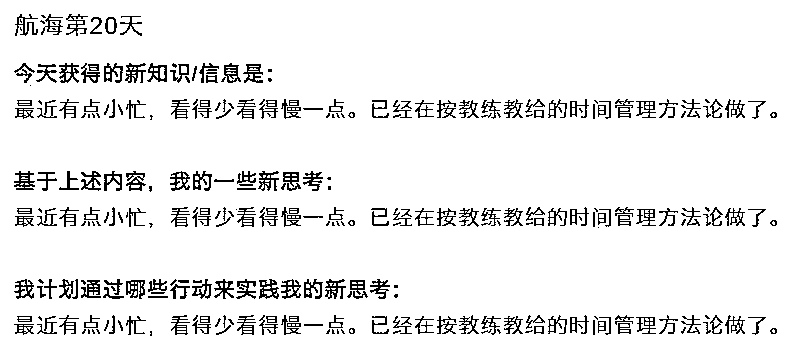 航海第20天
今天获得的新知识/信息是：
最近有点小忙，看得少看得慢一点。已经在按教练教给的时间管理方法论做了。
基于上述内容，我的一些新思考：
最近有点小忙，看得少看得慢一点。已经在按教练教给的时间管理方法论做了。
我计划通过哪些行动来实践我的新思考：
最近有点小忙，看得少看得慢一点。已经在按教练教给的时间管理方法论做了。